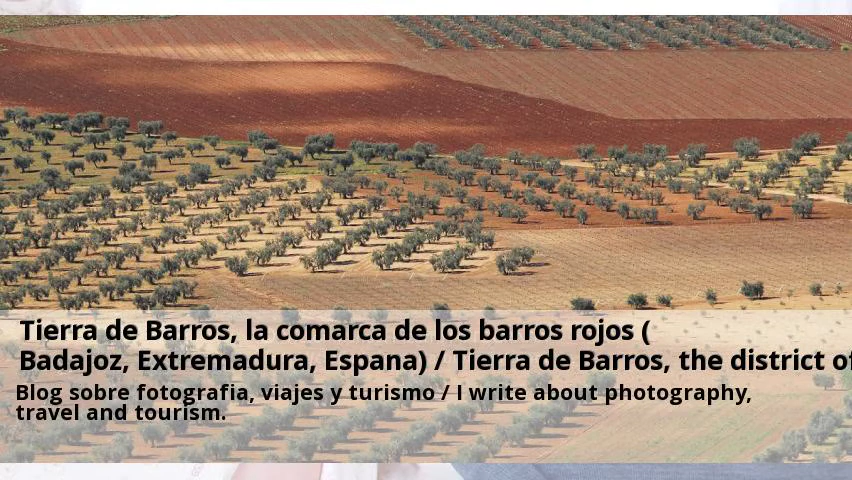 Tierra de Barros, la comarca de los barros rojos (
Badajoz, Extremadura, Espana) / Tierra de Barros, the district of
Blog sobre fotografia, viajes y turismo / I write about photography,
travel and tourism.